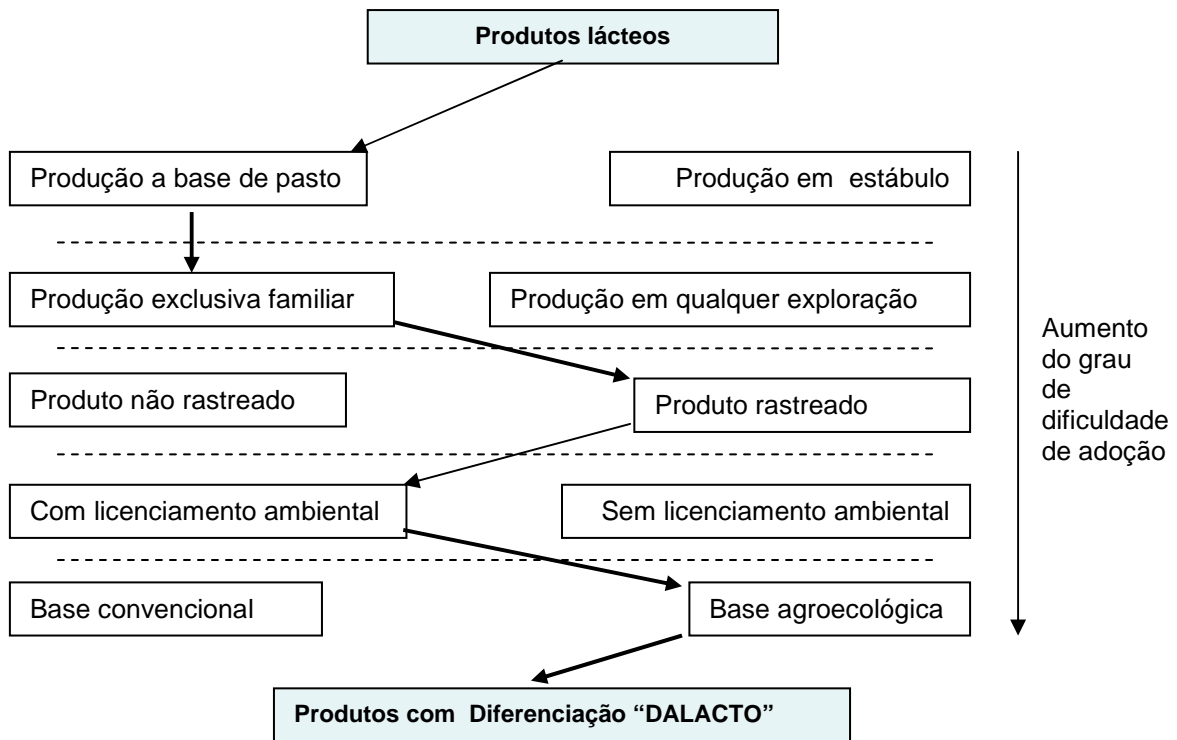 Produtos lácteos
Produção a base de pasto
Produção em estábulo
Produção exclusiva familiar
Produção em qualquer exploração
Produto não rastreado
Produto rastreado
Com licenciamento ambiental
Sem licenciamento ambiental
Base convencional
Base agroecológica
Aumento
do grau
de
dificuldade
de adoção
Produtos com Diferenciação “DALACTO”